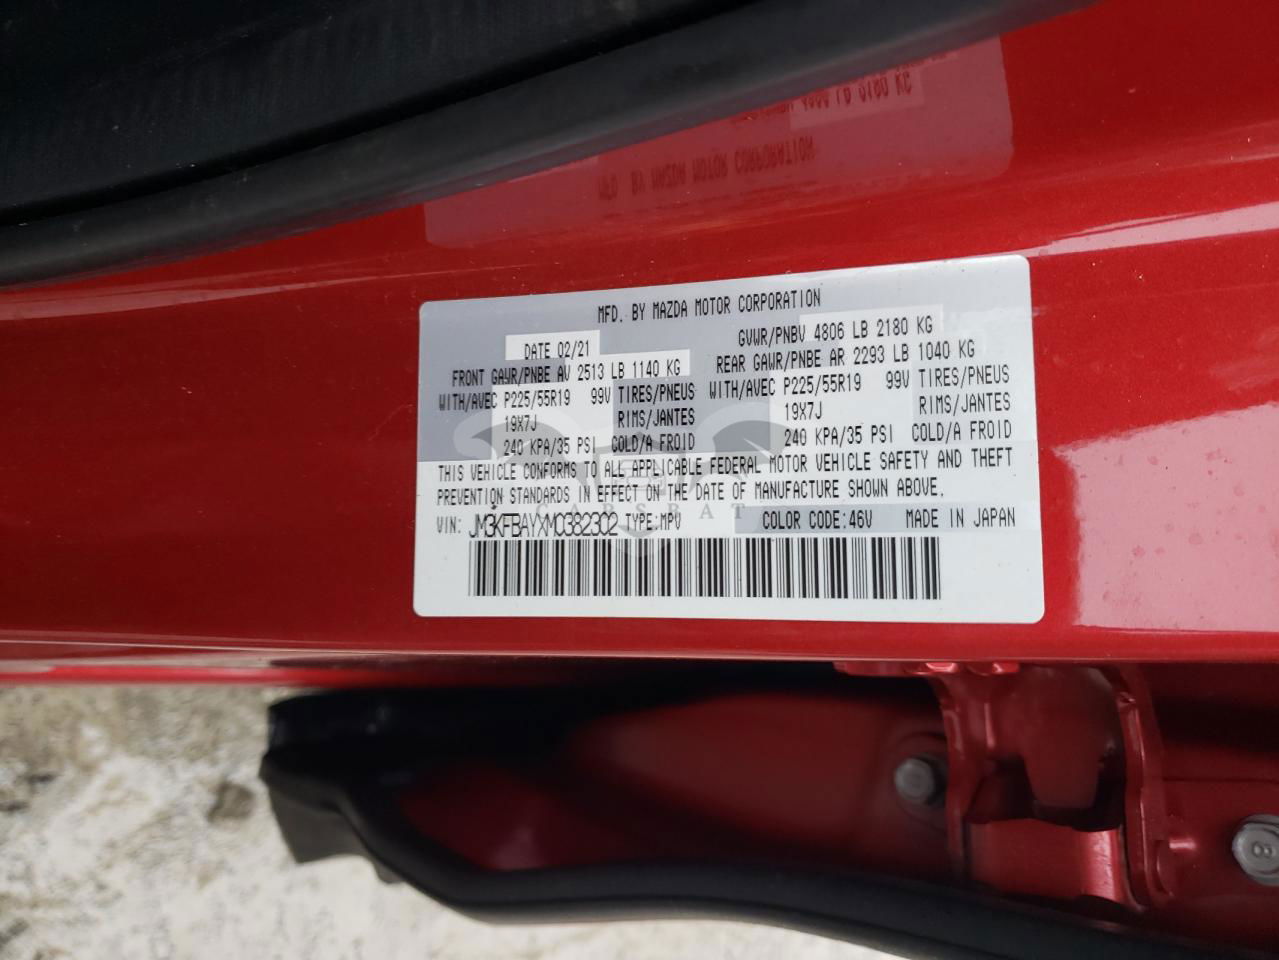 MFD. BY MAZDA MOTOR CORPORATION
DATE 02/21 GVWR/PNBV 4806 LB 2180 KG
FRONT GAWR/PNBE AV 2513 LB 1140 KG REAR GAWR/PNBE AR 2293 LB 1040 KG
WITH/AVEC P225/55R19 99V TIRES/PNEUS WITH/AVEC P225/55R19 99V TIRES/PNEUS
19X7J RIMS/JANTES 19X7J RIMS/JANTES
240 KPA/35 PSI COLD/A FROID 240 KPA/35 PSI COLD/A FROID
THIS VEHICLE CONFORMS TO ALL APPLICABLE FEDERAL MOTOR VEHICLE SAFETY AND THEFT
PREVENTION STANDARDS IN EFFECT ON THE DATE OF MANUFACTURE SHOWN ABOVE.
CARSBAT
VIN: JM3KFBAYXM0382302 TYPE:MPV COLOR CODE:46V MADE IN JAPAN
8